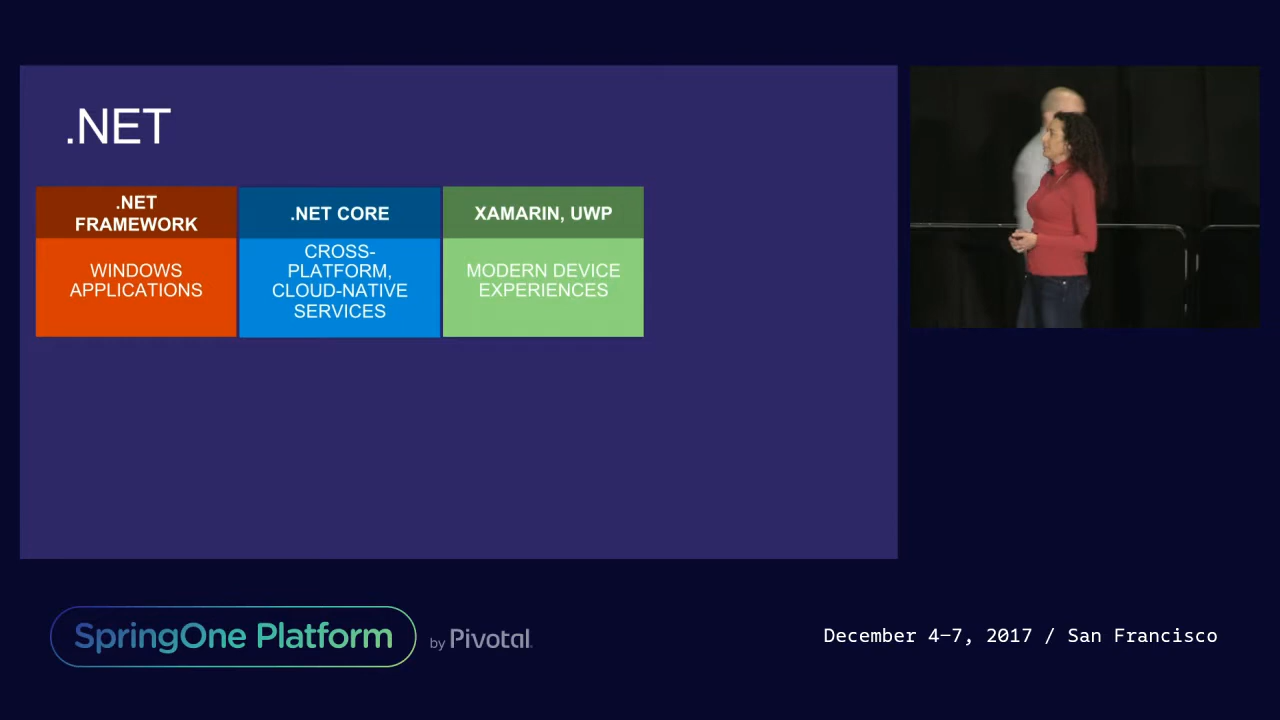 .NET
.NET
FRAMEWORK
.NET CORE
XAMARIN, UWP
WINDOWS
APPLICATIONS
CROSS-
PLATFORM,
CLOUD-NATIVE
SERVICES
MODERN DEVICE
EXPERIENCES
SpringOne Platform by Pivotal.
December 4–7, 2017 / San Francisco